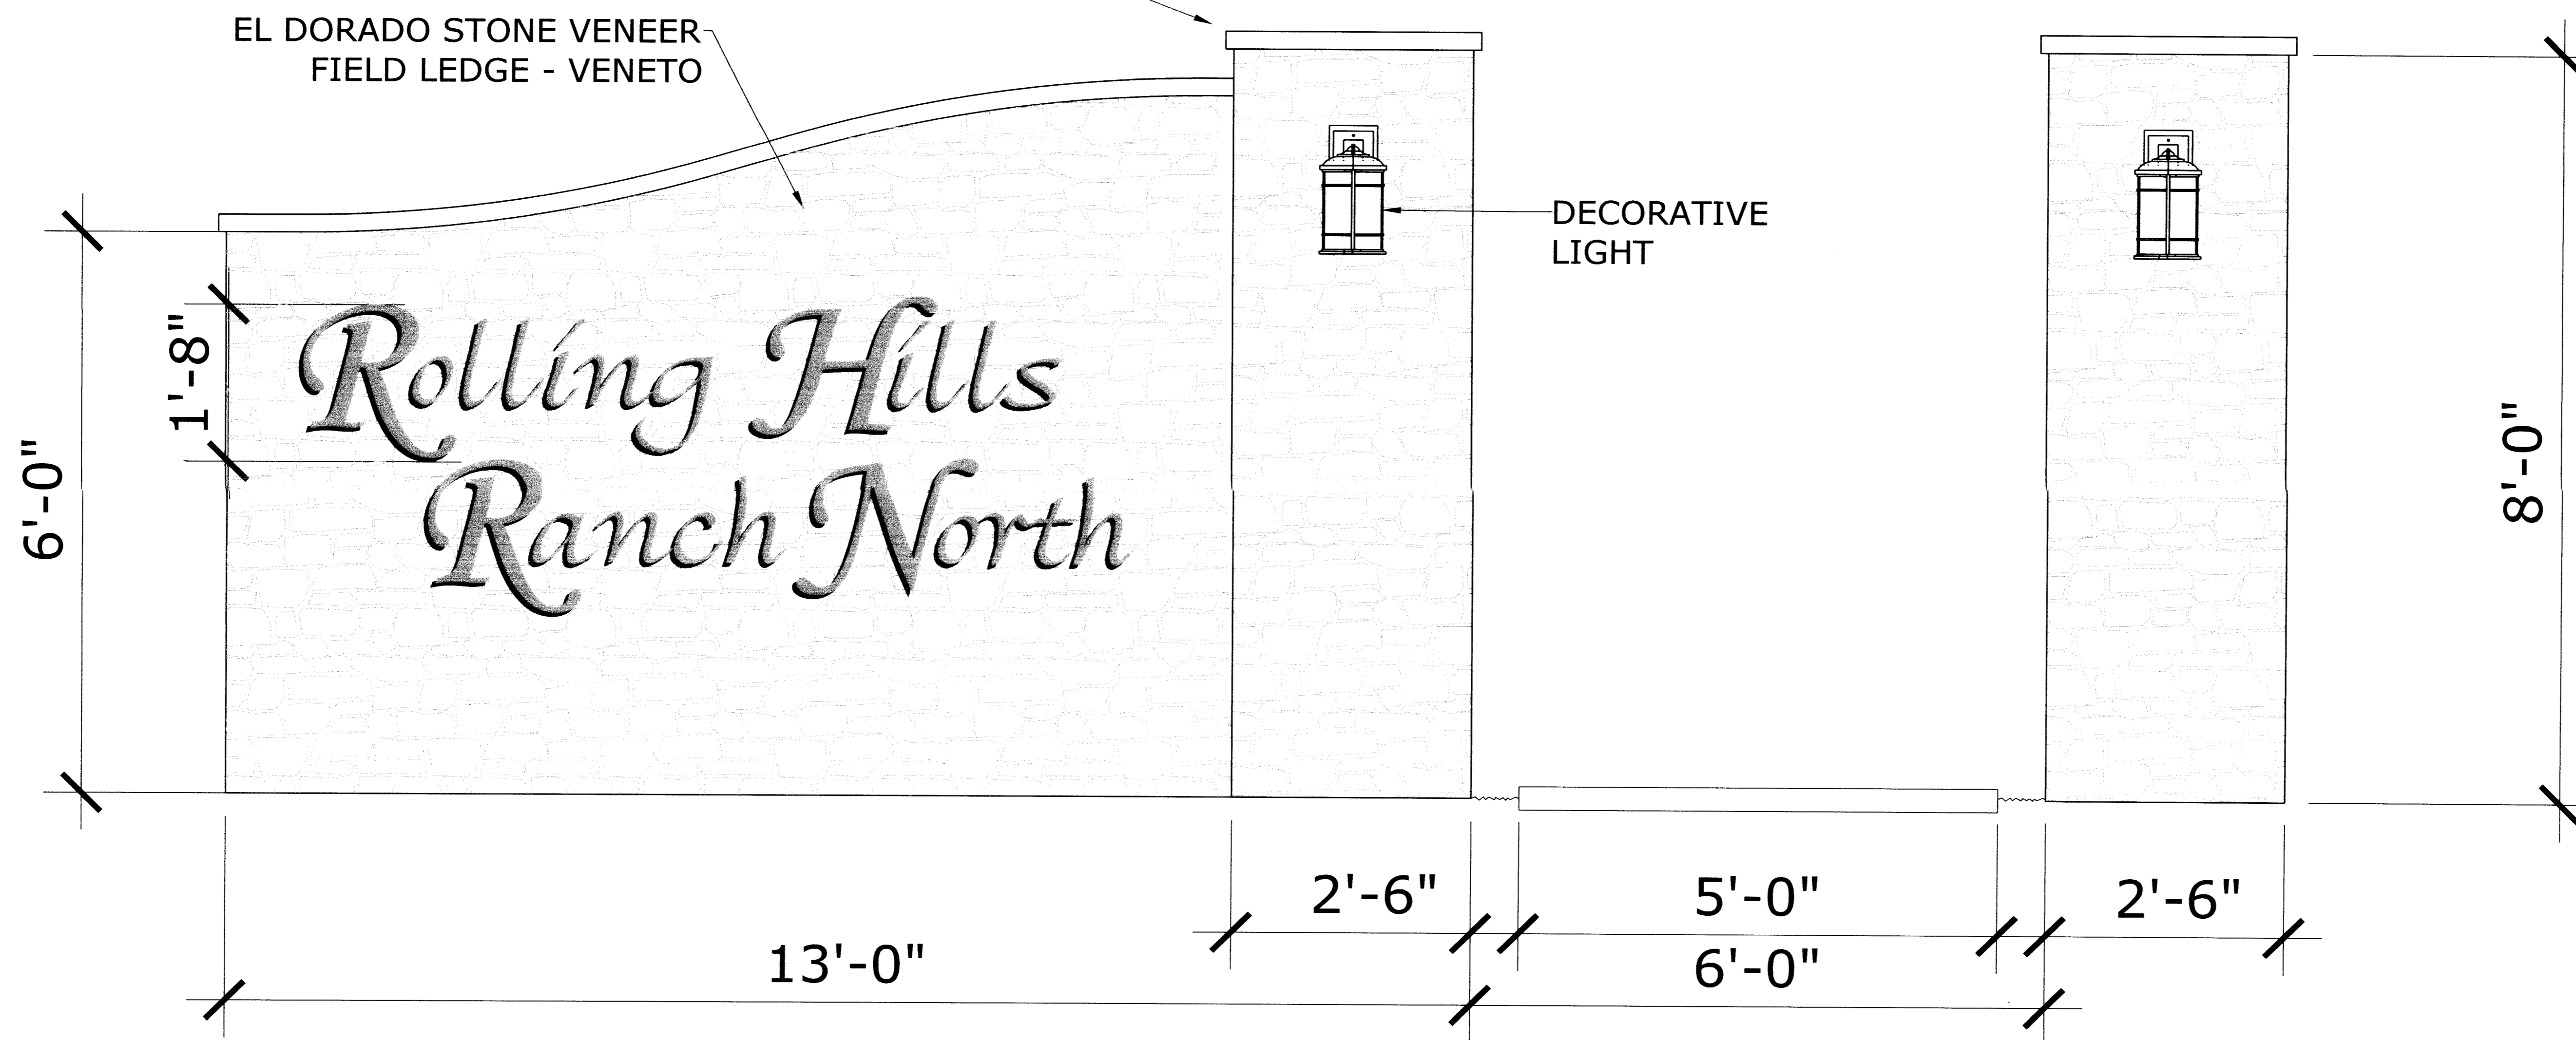 EL DORADO STONE VENEER
FIELD LEDGE - VENETO
DECORATIVE
LIGHT
1'-8"
6'-0"
Rolling Hills
Ranch North
8'-0"
2'-6"
5'-0"
2'-6"
13'-0"
6'-0"